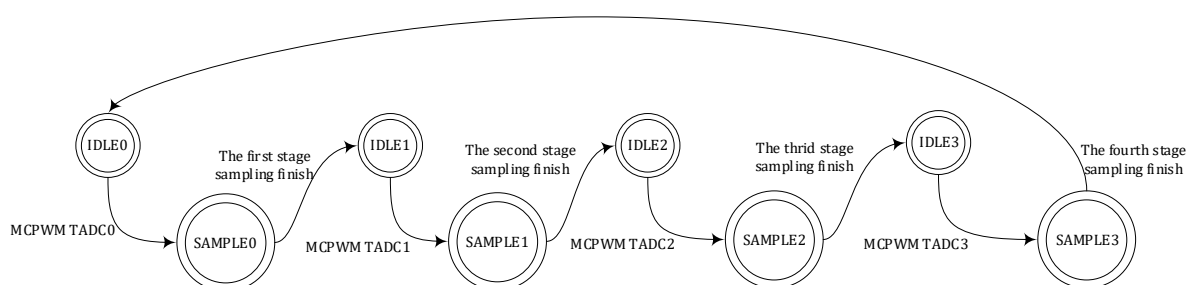 IDLE0
IDLE1
IDLE2
IDLE3
The first stage
sampling finish
The second stage
sampling finish
The thrid stage
sampling finish
The fourth stage
sampling finish
MCPWM TADC0
SAMPLE0
MCPWM TADC1
SAMPLE1
MCPWM TADC2
SAMPLE2
MCPWM TADC3
SAMPLE3